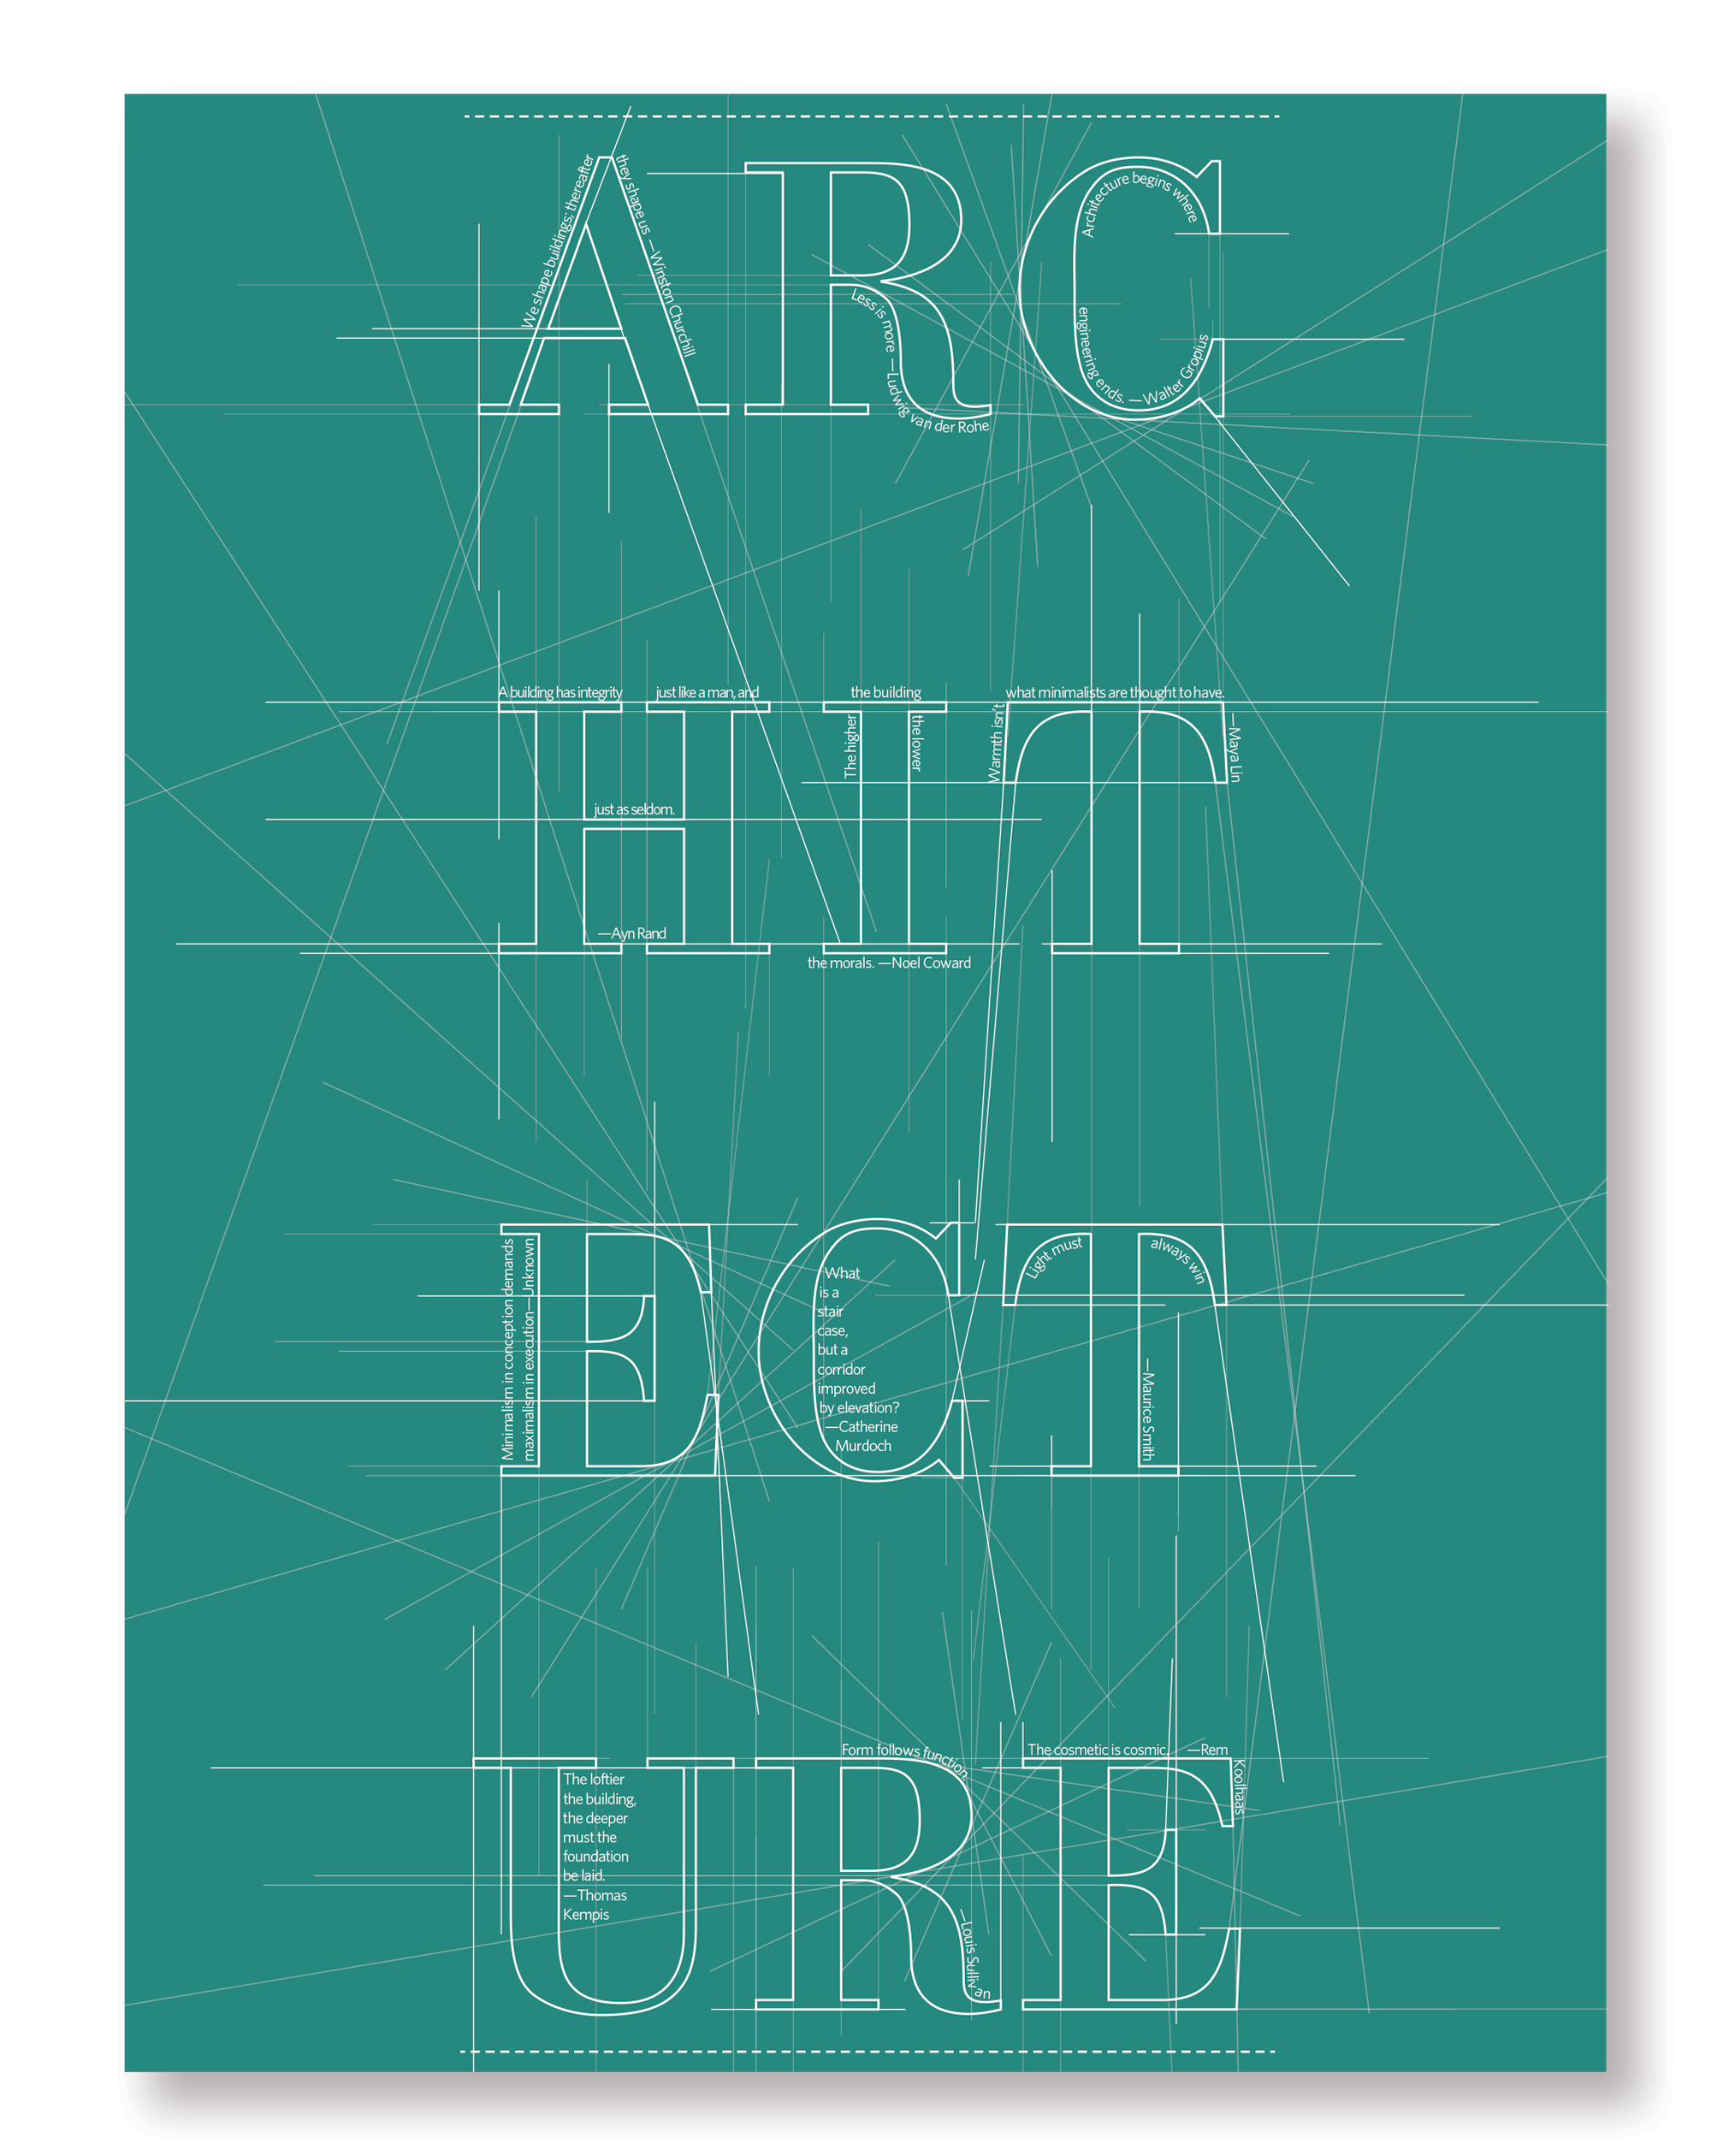 ARC
We shape buildings; thereafter
they shape us —Winston Churchill
Less is more —Ludwig van der Rohe
Architecture begins where
engineering ends. —Walter Gropius
HIT
A building has integrity
just like a man, and
just as seldom.
—Ayn Rand
The higher
the building
the lower
the morals. —Noel Coward
Warmth isn't
what minimalists are thought to have.
—Maya Lin
ECT
Minimalism in conception demands
maximalism in execution—Unknown
What
is a
stair
case,
but a
corridor
improved
by elevation?
—Catherine
Murdoch
Light must
always win
—Maurice Smith
URE
The loftier
the building,
the deeper
must the
foundation
be laid.
—Thomas
Kempis
Form follows function.
—Louis Sullivan
The cosmetic is cosmic. —Rem
Koolhaas